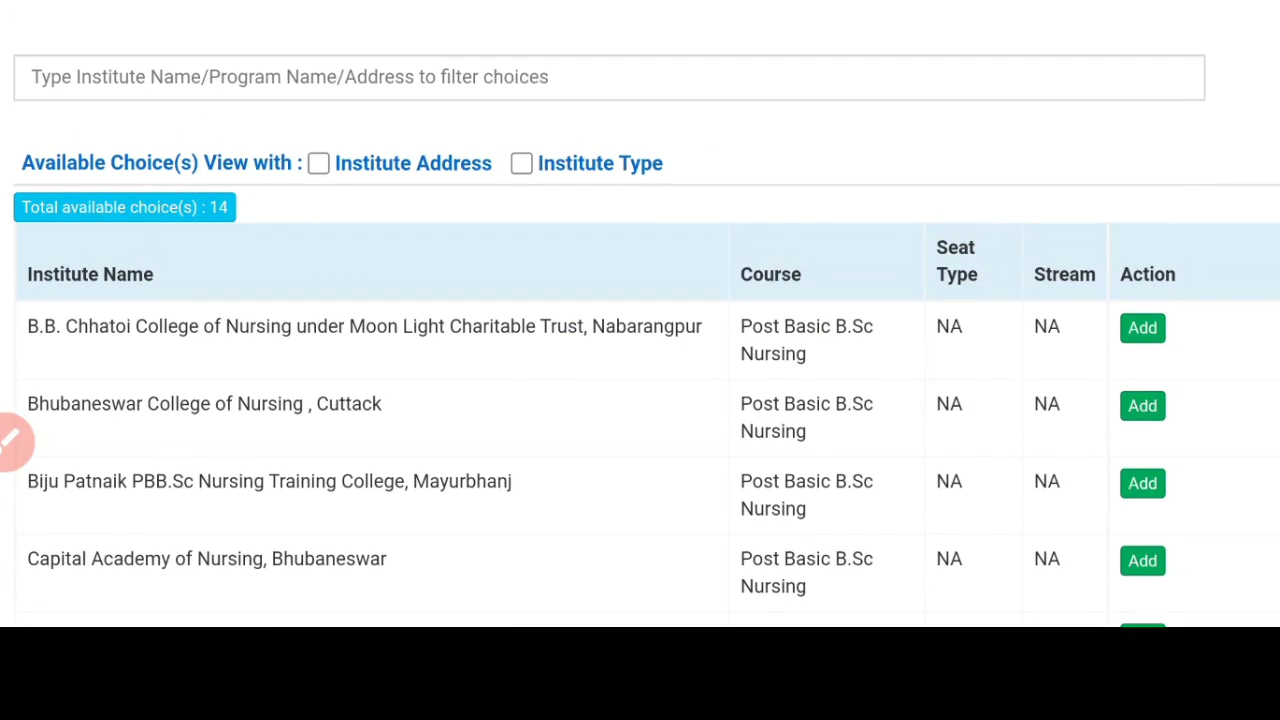 Type Institute Name/Program Name/Address to filter choices
Available Choice(s) View with : Institute Address Institute Type
Total available choice(s) : 14
Institute Name Course Seat Type Stream Action
B.B. Chhatoi College of Nursing under Moon Light Charitable Trust, Nabarangpur Post Basic B.Sc Nursing NA NA Add
Bhubaneswar College of Nursing , Cuttack Post Basic B.Sc Nursing NA NA Add
Biju Patnaik PBB.Sc Nursing Training College, Mayurbhanj Post Basic B.Sc Nursing NA NA Add
Capital Academy of Nursing, Bhubaneswar Post Basic B.Sc Nursing NA NA Add